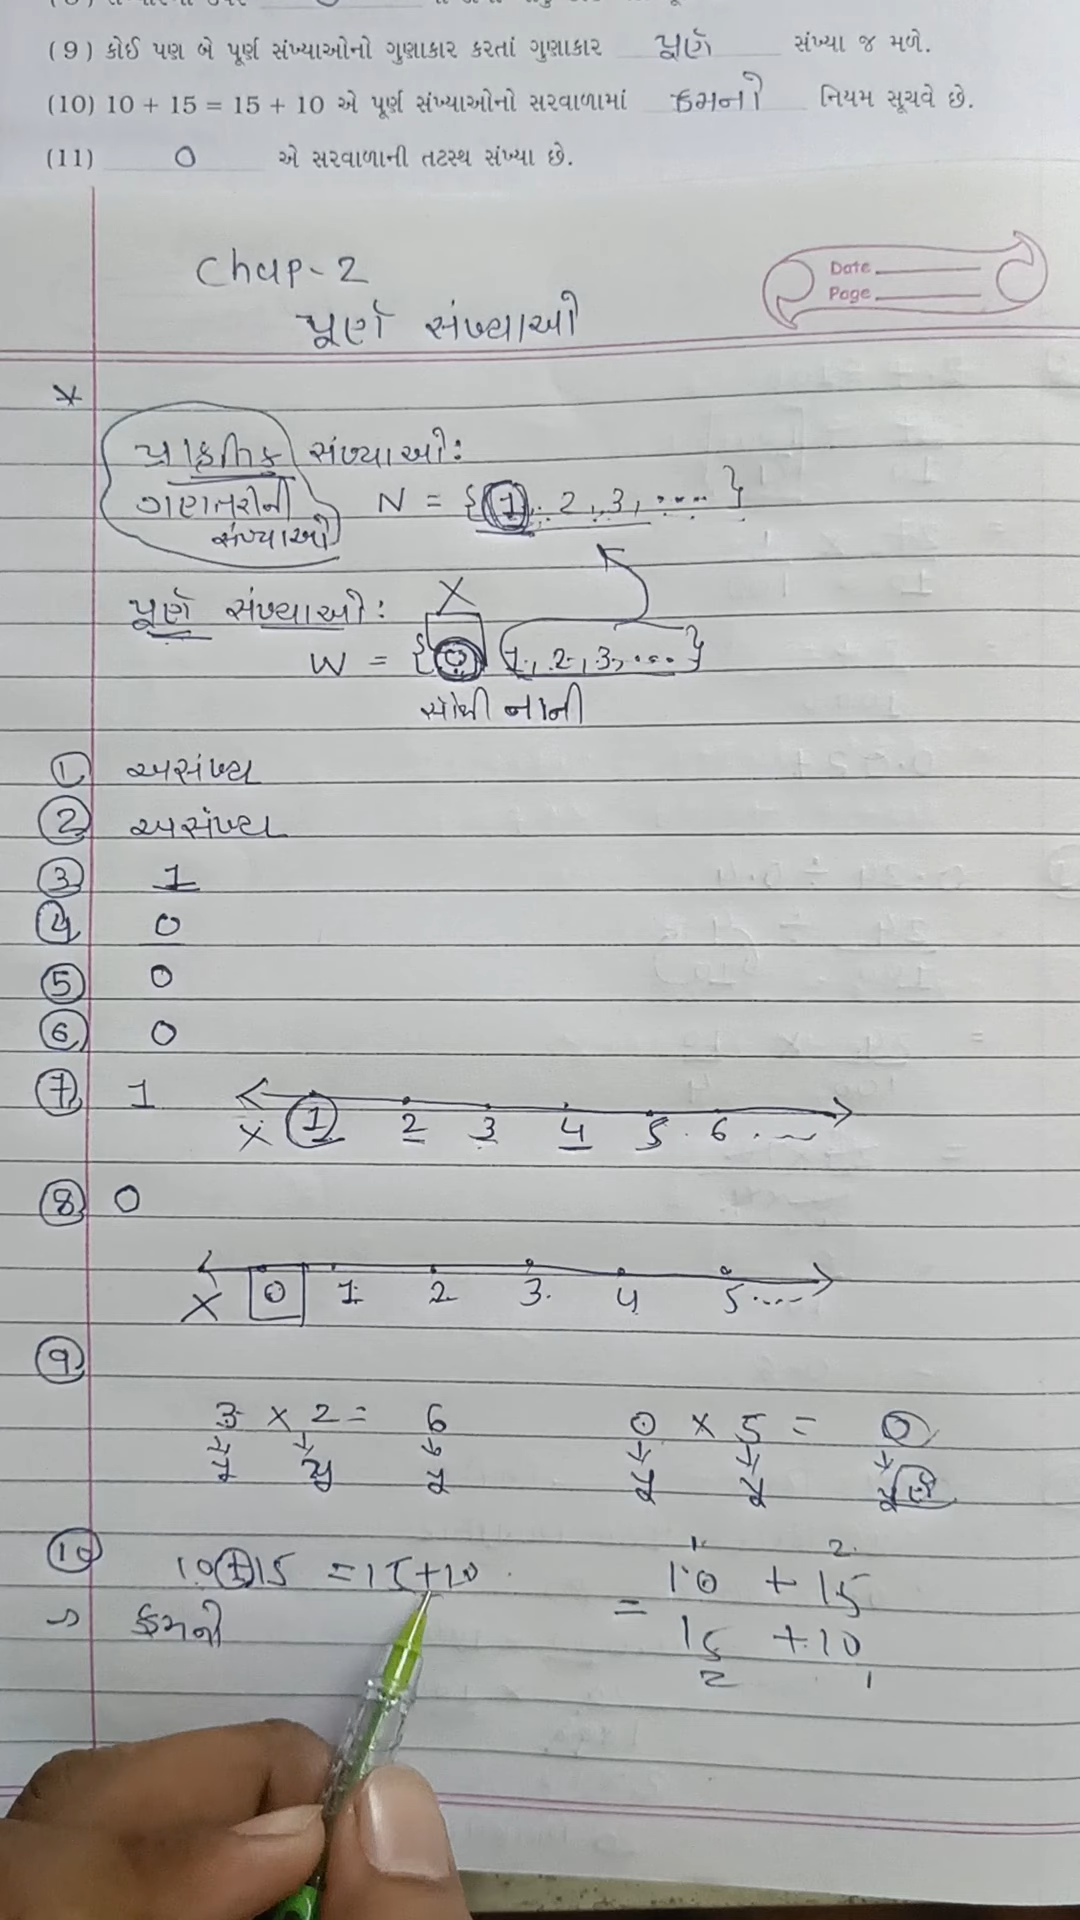 (9) કોઈ પણ બે પૂર્ણ સંખ્યાઓનો ગુણાકાર કરતાં ગુણાકાર પૂર્ણ સંખ્યા જ મળે.
(10) 10 + 15 = 15 + 10 એ પૂર્ણ સંખ્યાઓનો સરવાળામાં ક્રમનો નિયમ સૂચવે છે.
(11) 0 એ સરવાળાની તટસ્થ સંખ્યા છે.
Chap-2
Date
Page
પૂર્ણ સંખ્યાઓ
*
પ્રાકૃતિક સંખ્યાઓ:
ગણતરીની N = {1, 2, 3, ....}
સંખ્યાઓ
X
પૂર્ણ સંખ્યાઓ:
W = {0, 1, 2, 3, ....}
સૌથી નાની
① અસંખ્ય
② અસંખ્ય
③ 1
④ 0
⑤ 0
⑥ 0
⑦ 1
X 1 2 3 4 5 6 ....
⑧ 0
X 0 1 2 3 4 5 ....
⑨
3 × 2 = 6 0 × 5 = 0
પૂ પૂ પૂ પૂ પૂ પૂર્ણ
1 2
⑩ 10+15 = 15+10 10 + 15
→ ક્રમનો = 15 + 10
2 1